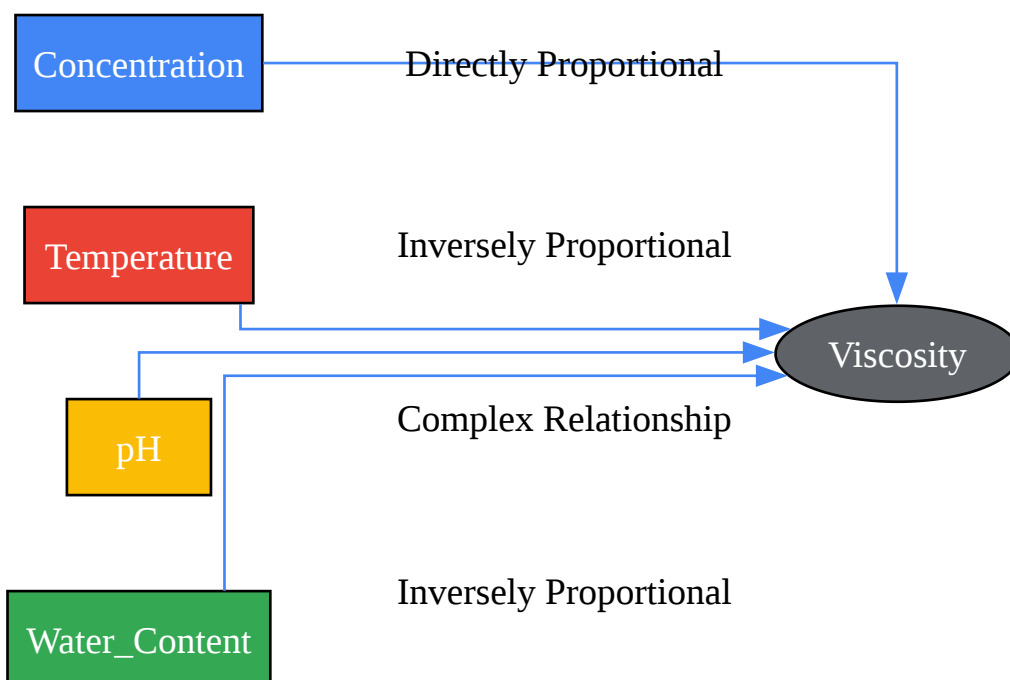 Concentration
Directly Proportional
Temperature
Inversely Proportional
Viscosity
Complex Relationship
pH
Inversely Proportional
Water_Content